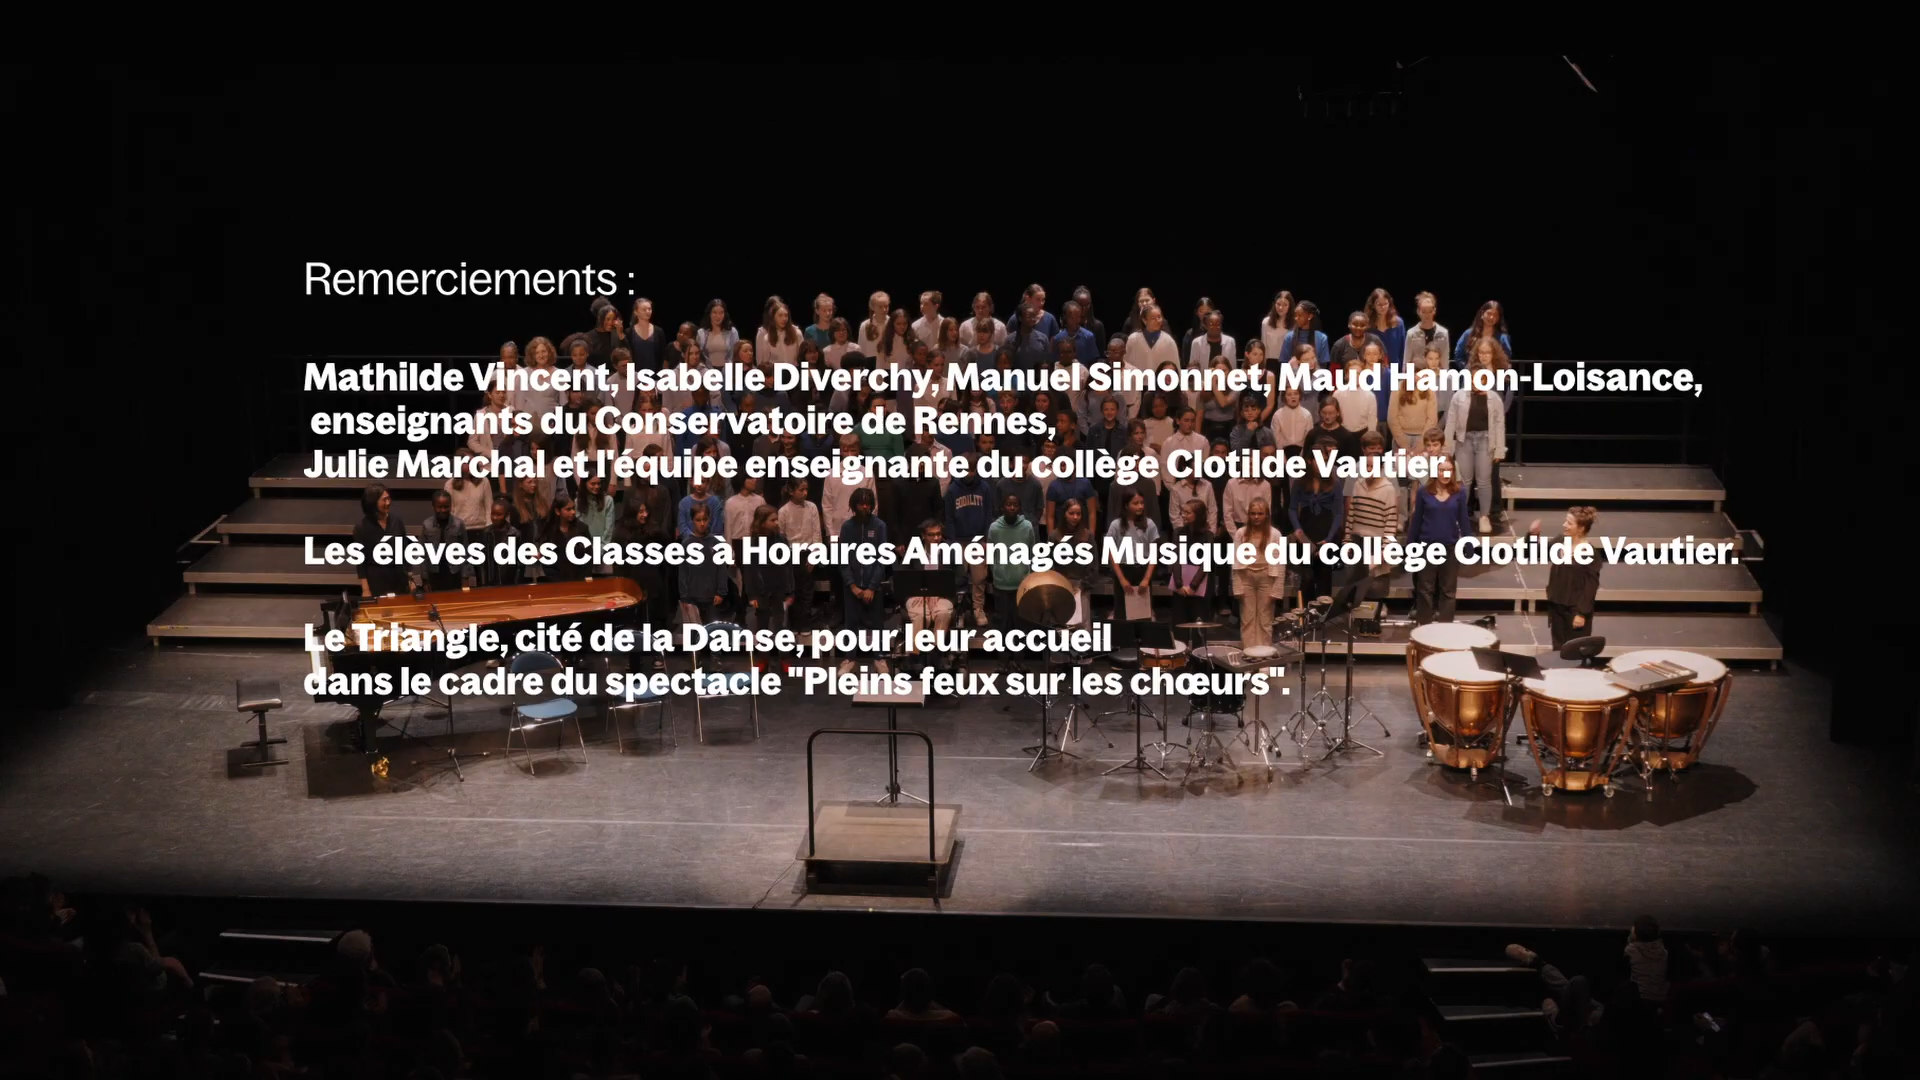 Remerciements :
Mathilde Vincent, Isabelle Diverchy, Manuel Simonnet, Maud Hamon-Loisance,
enseignants du Conservatoire de Rennes,
Julie Marchal et l'équipe enseignante du collège Clotilde Vautier.
Les élèves des Classes à Horaires Aménagés Musique du collège Clotilde Vautier.
Le Triangle, cité de la Danse, pour leur accueil
dans le cadre du spectacle "Pleins feux sur les chœurs".
SODALITY